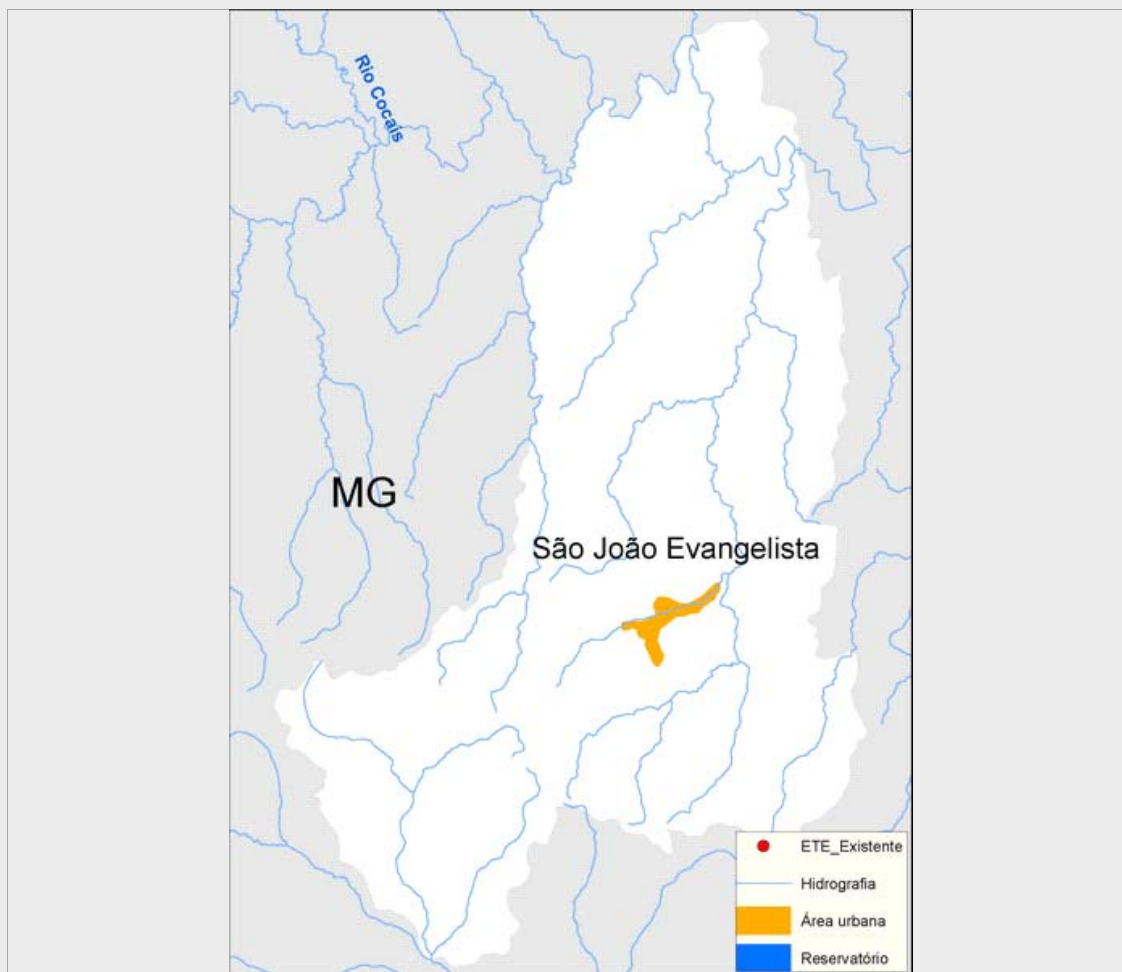 Rio Cocais
MG
São João Evangelista
ETE_Existente
Hidrografia
Área urbana
Reservatório